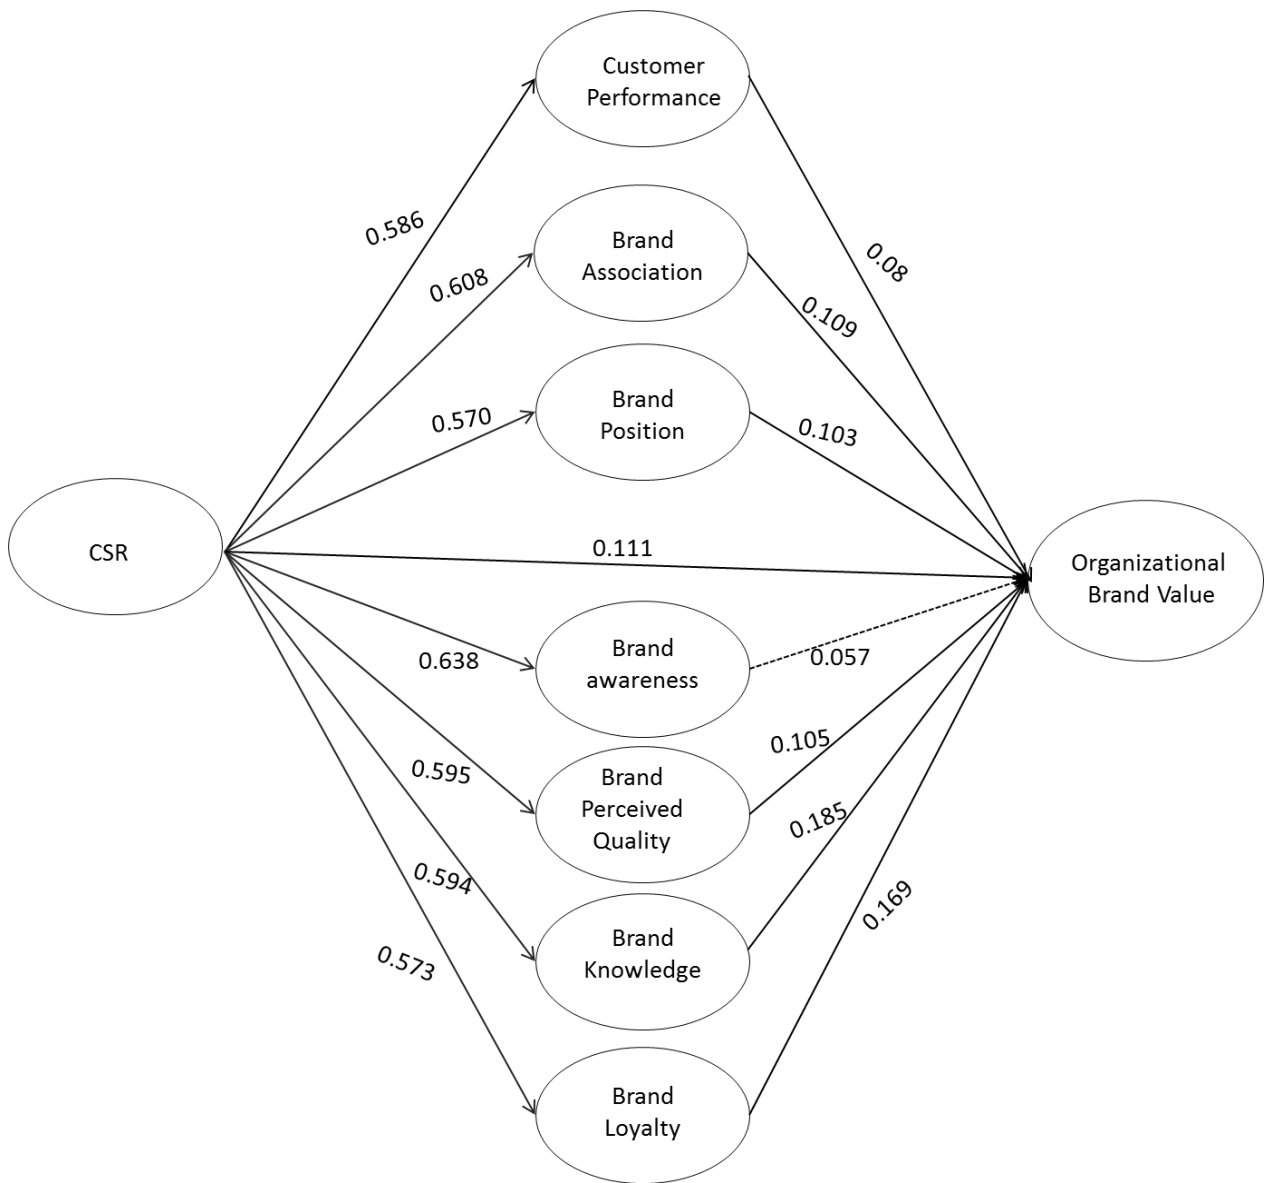 Customer
Performance
0.586
0.08
Brand
Association
0.608
0.109
Brand
Position
0.570
0.103
CSR
0.111
Organizational
Brand Value
Brand
awareness
0.638
0.057
Brand
Perceived
Quality
0.595
0.105
0.594
0.185
Brand
Knowledge
0.573
0.169
Brand
Loyalty